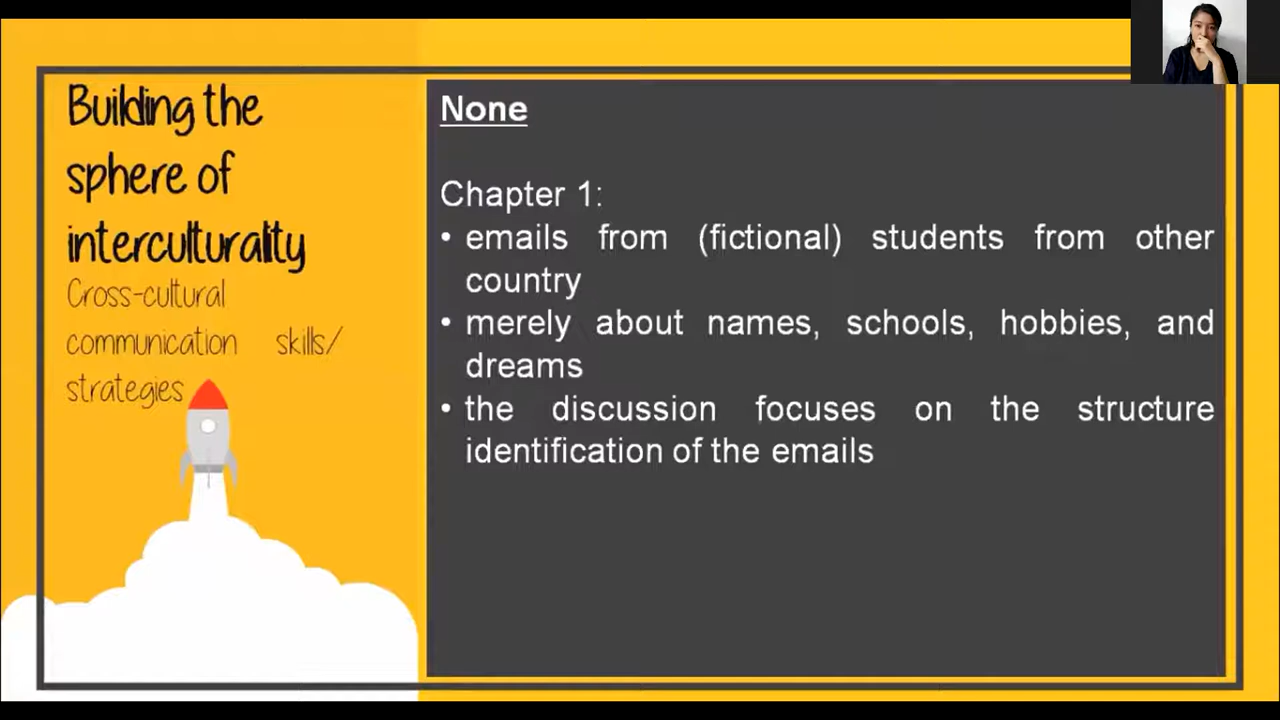 Building the
sphere of
interculturality
Cross-cultural
communication skills/
strategies
None
Chapter 1:
• emails from (fictional) students from other
country
• merely about names, schools, hobbies, and
dreams
• the discussion focuses on the structure
identification of the emails